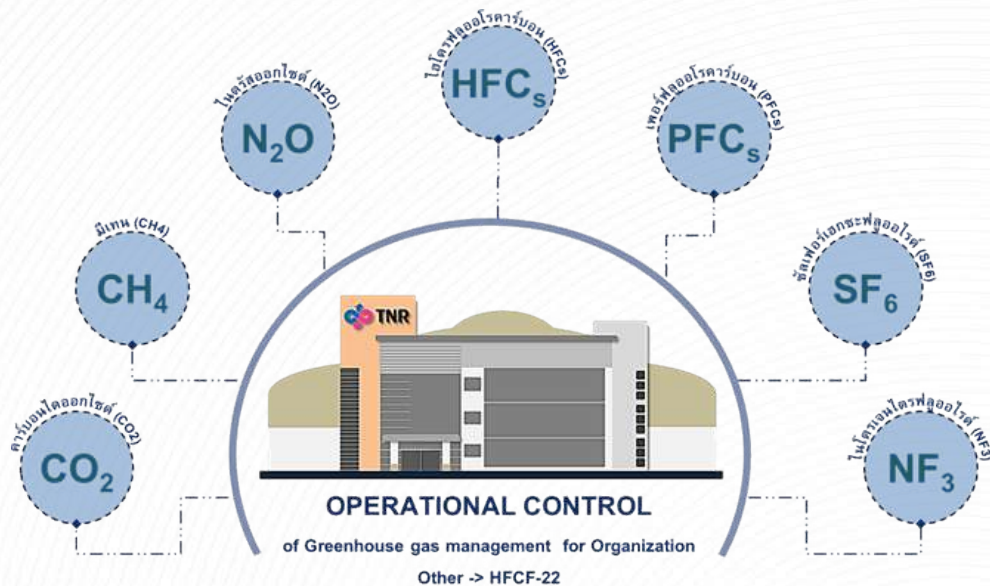 ไฮโดรฟลูออโรคาร์บอน (HFCs)
HFCs
ไนตรัสออกไซด์ (N2O)
N2O
เพอร์ฟลูออโรคาร์บอน (PFCs)
PFCs
มีเทน (CH4)
CH4
ซัลเฟอร์เฮกซะฟลูออไรด์ (SF6)
SF6
TNR
คาร์บอนไดออกไซด์ (CO2)
CO2
ไนโตรเจนไตรฟลูออไรด์ (NF3)
NF3
OPERATIONAL CONTROL
of Greenhouse gas management for Organization
Other -> HFCF-22